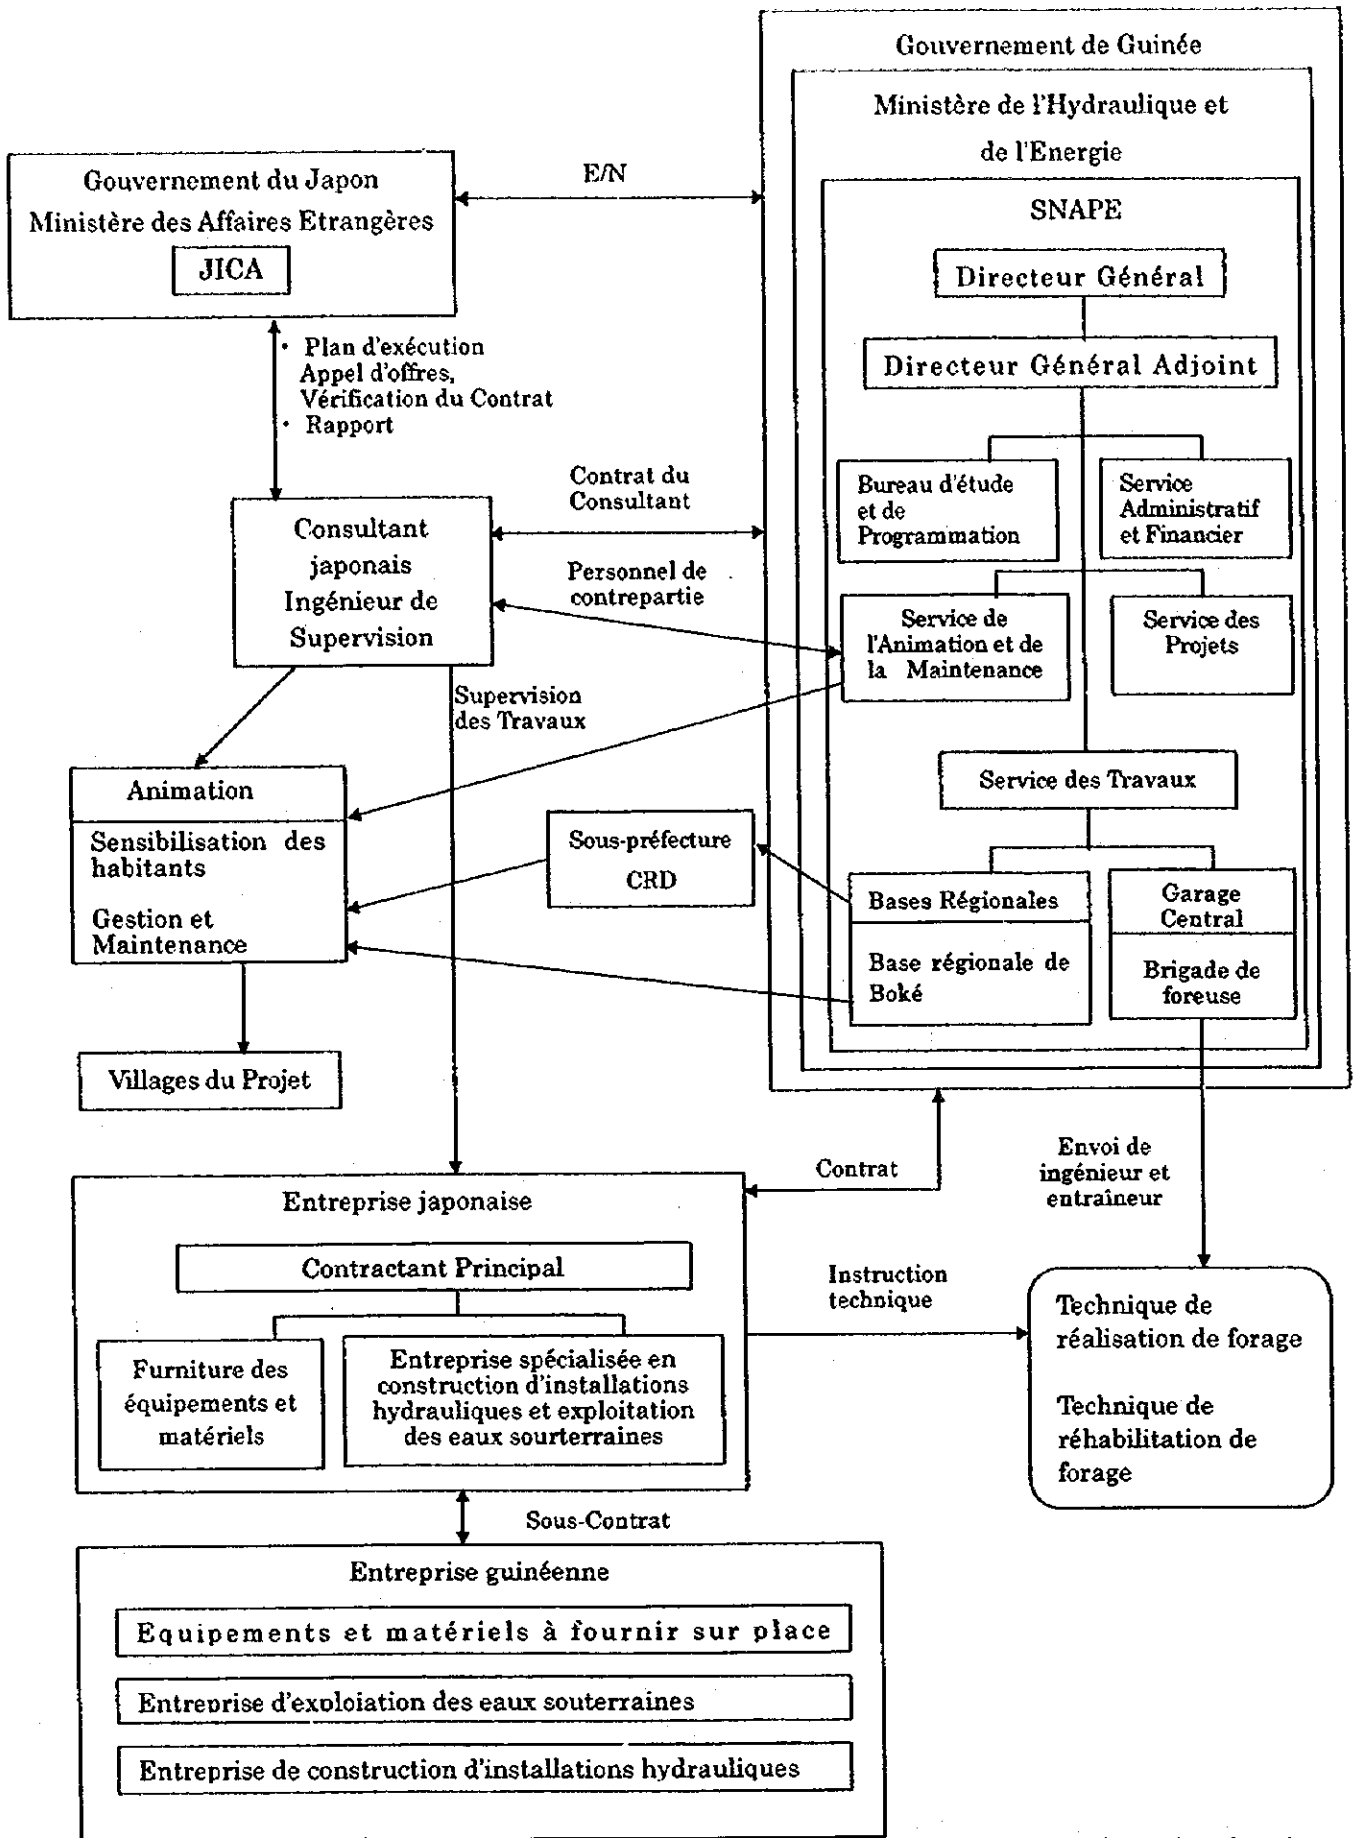 Gouvernement de Guinée
Ministère de l'Hydraulique et
de l'Energie
Gouvernement du Japon
Ministère des Affaires Etrangères
JICA
E/N
SNAPE
Directeur Général
Directeur Général Adjoint
· Plan d'exécution
Appel d'offres,
Vérification du Contrat
· Rapport
Contrat du
Consultant
Bureau d'étude
et de
Programmation
Service
Administratif
et Financier
Consultant
japonais
Ingénieur de
Supervision
Personnel de
contrepartie
Service de
l'Animation et de
la Maintenance
Service des
Projets
Supervision
des Travaux
Service des Travaux
Animation
Sensibilisation des
habitants
Gestion et
Maintenance
Sous-préfecture
CRD
Bases Régionales
Base régionale de
Boké
Garage
Central
Brigade de
foreuse
Villages du Projet
Contrat
Envoi de
ingénieur et
entraîneur
Entreprise japonaise
Contractant Principal
Furniture des
équipements et
matériels
Entreprise spécialisée en
construction d'installations
hydrauliques et exploitation
des eaux sourterraines
Instruction
technique
Technique de
réalisation de forage
Technique de
réhabilitation de
forage
Sous-Contrat
Entreprise guinéenne
Equipements et matériels à fournir sur place
Entreprise d'exploiation des eaux souterraines
Entreprise de construction d'installations hydrauliques